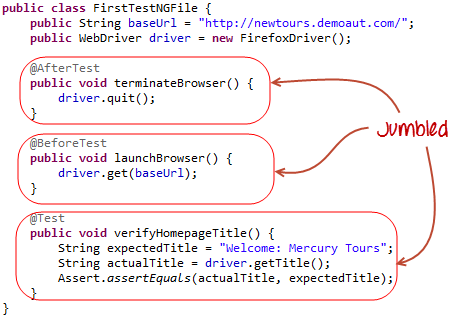 public class FirstTestNGFile {
    public String baseUrl = "http://newtours.demoaut.com/";
    public WebDriver driver = new FirefoxDriver();
    @AfterTest
    public void terminateBrowser() {
        driver.quit();
    }
    @BeforeTest
    public void launchBrowser() {
        driver.get(baseUrl);
    }
    @Test
    public void verifyHomepageTitle() {
        String expectedTitle = "Welcome: Mercury Tours";
        String actualTitle = driver.getTitle();
        Assert.assertEquals(actualTitle, expectedTitle);
    }
}
Jumbled